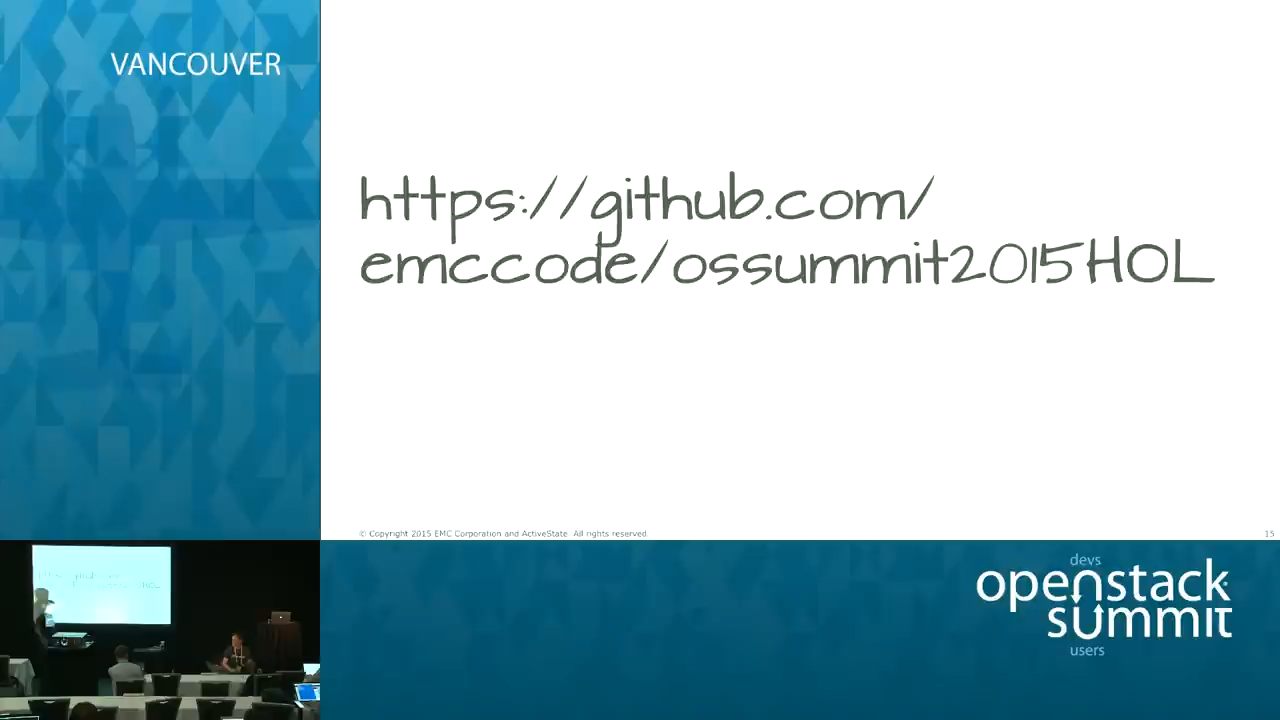 VANCOUVER
https://github.com/
emccode/ossummit2015HOL
© Copyright 2015 EMC Corporation and ActiveState. All rights reserved.
15
devs
openstack
summit
users